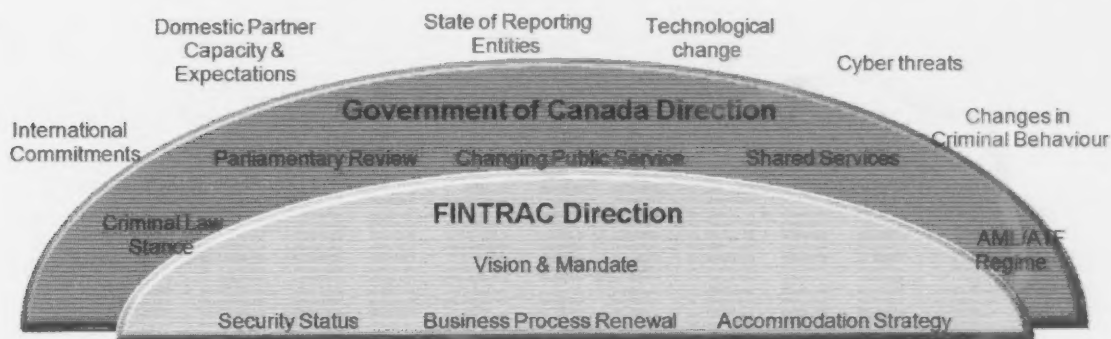 Domestic Partner
Capacity &
Expectations
State of Reporting
Entities
Technological
change
Cyber threats
International
Commitments
Changes in
Criminal Behaviour
Government of Canada Direction
Parliamentary Review
Changing Public Service
Shared Services
Criminal Law
Stance
AML/ATF
Regime
FINTRAC Direction
Vision & Mandate
Security Status
Business Process Renewal
Accommodation Strategy